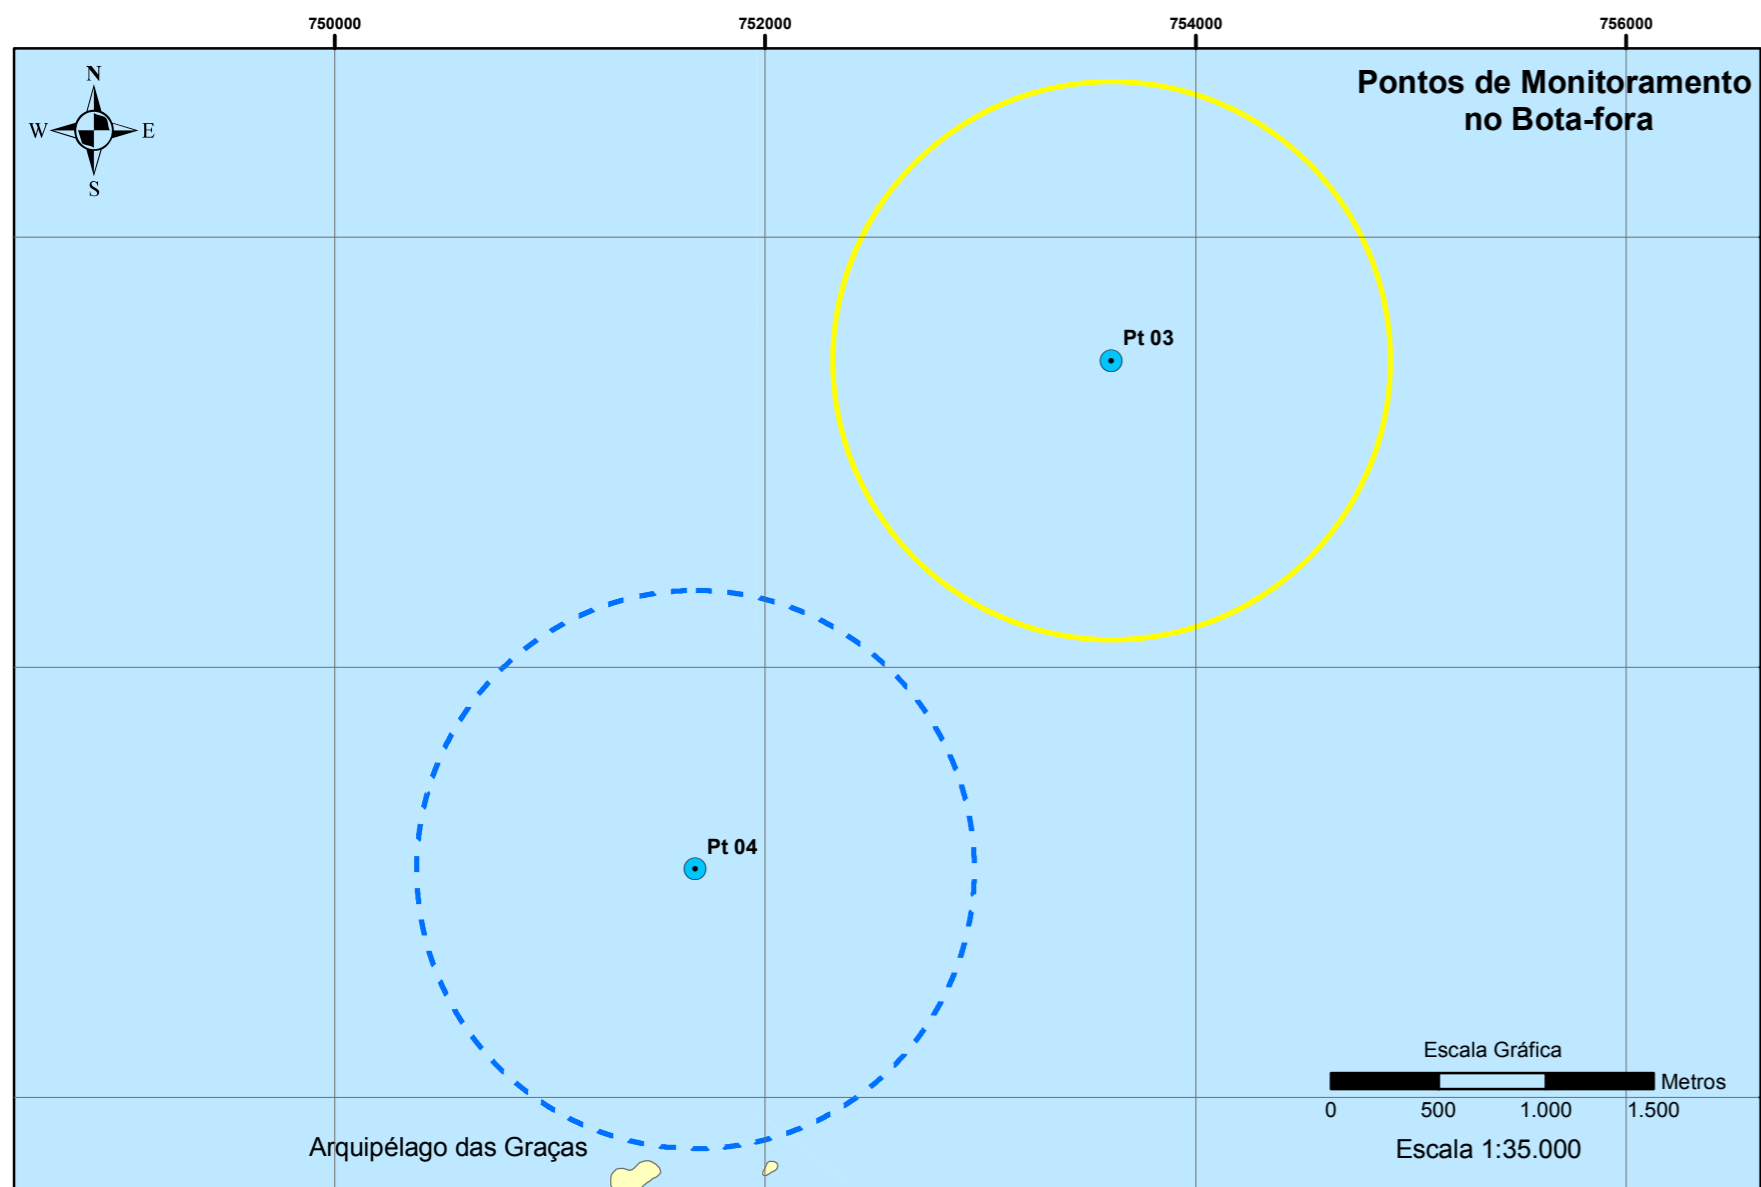 750000
752000
754000
756000
Pontos de Monitoramento
no Bota-fora
N
W
E
S
Pt 03
Pt 04
Escala Gráfica
Metros
0
500
1.000
1.500
Escala 1:35.000
Arquipélago das Graças